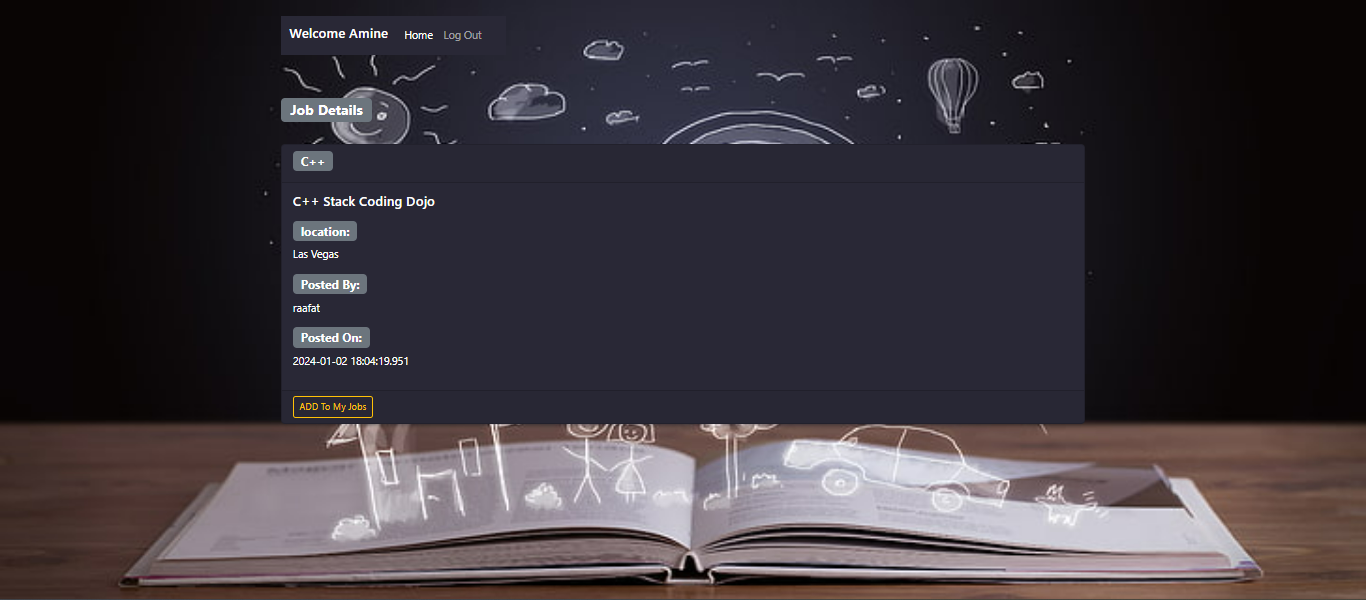 Welcome Amine Home Log Out
Job Details
C++
C++ Stack Coding Dojo
location:
Las Vegas
Posted By:
raafat
Posted On:
2024-01-02 18:04:19.951
ADD To My Jobs